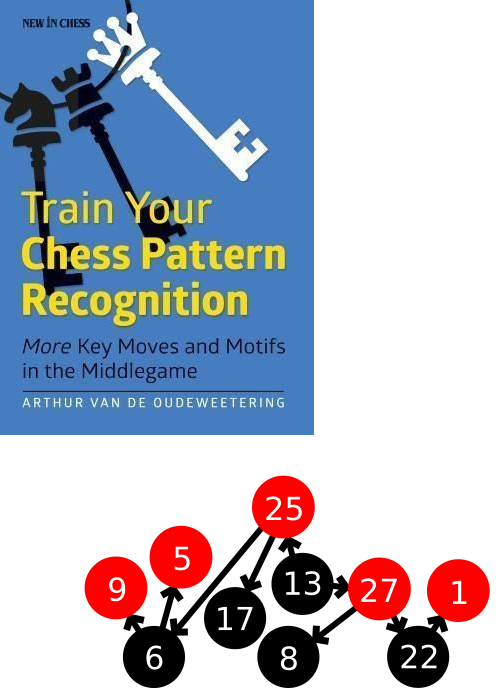 NEW IN CHESS
Train Your
Chess Pattern
Recognition
More Key Moves and Motifs
in the Middlegame
ARTHUR VAN DE OUDEWEETERING
25
5
9
13
27
1
17
6
8
22